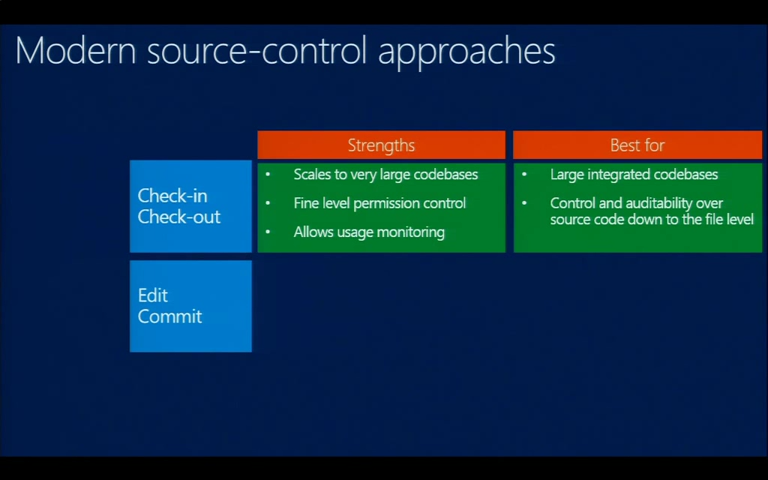 Modern source-control approaches
Strengths
Best for
Check-in
Check-out
• Scales to very large codebases
• Fine level permission control
• Allows usage monitoring
• Large integrated codebases
• Control and auditability over
source code down to the file level
Edit
Commit